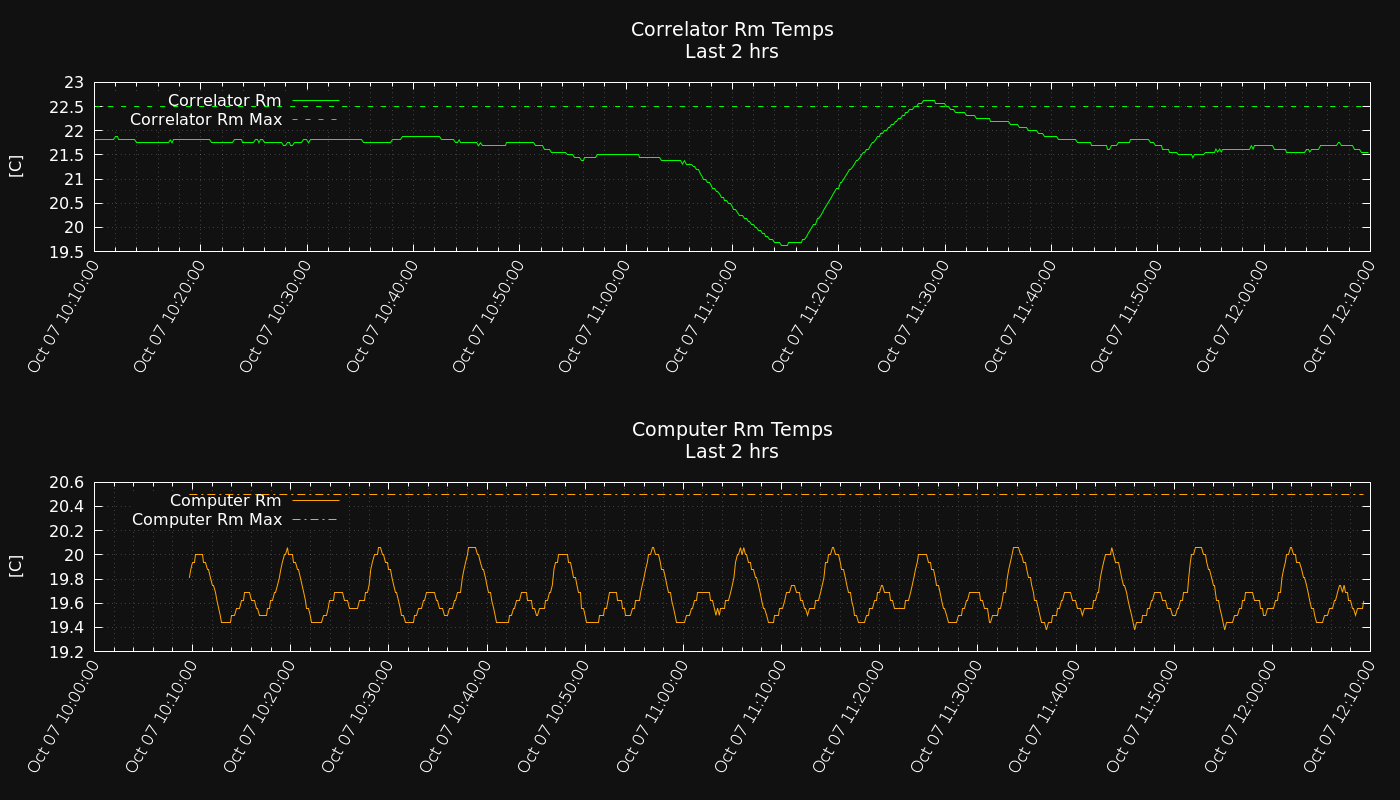 Correlator Rm Temps
Last 2 hrs
[C]
23
22.5
22
21.5
21
20.5
20
19.5
Correlator Rm
Correlator Rm Max
Oct 07 10:10:00
Oct 07 10:20:00
Oct 07 10:30:00
Oct 07 10:40:00
Oct 07 10:50:00
Oct 07 11:00:00
Oct 07 11:10:00
Oct 07 11:20:00
Oct 07 11:30:00
Oct 07 11:40:00
Oct 07 11:50:00
Oct 07 12:00:00
Oct 07 12:10:00
Computer Rm Temps
Last 2 hrs
[C]
20.6
20.4
20.2
20
19.8
19.6
19.4
19.2
Computer Rm
Computer Rm Max
Oct 07 10:00:00
Oct 07 10:10:00
Oct 07 10:20:00
Oct 07 10:30:00
Oct 07 10:40:00
Oct 07 10:50:00
Oct 07 11:00:00
Oct 07 11:10:00
Oct 07 11:20:00
Oct 07 11:30:00
Oct 07 11:40:00
Oct 07 11:50:00
Oct 07 12:00:00
Oct 07 12:10:00